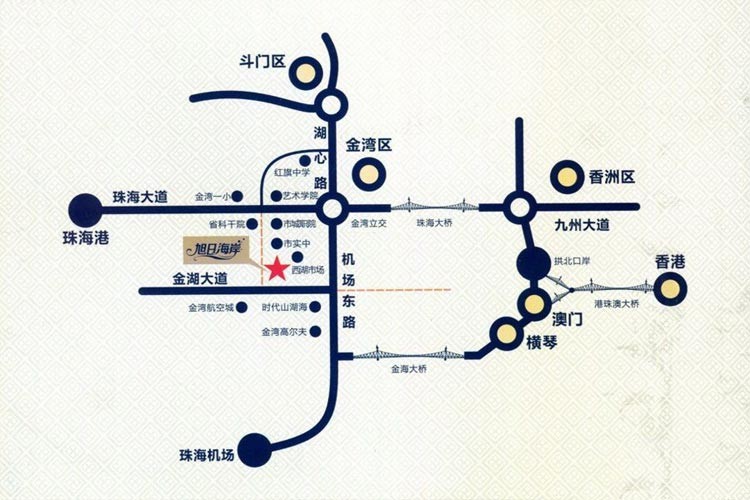 斗门区
湖心路
金湾区
红旗中学
香洲区
珠海大道
金湾一小
艺术学院
珠海港
省科干院
金湾立交
珠海大桥
九州大道
旭日海岸
市实中
拱北口岸
西湖市场
机场东路
香港
金湖大道
金湾航空城
时代山湖海
港珠澳大桥
澳门
金湾高尔夫
横琴
金海大桥
珠海机场